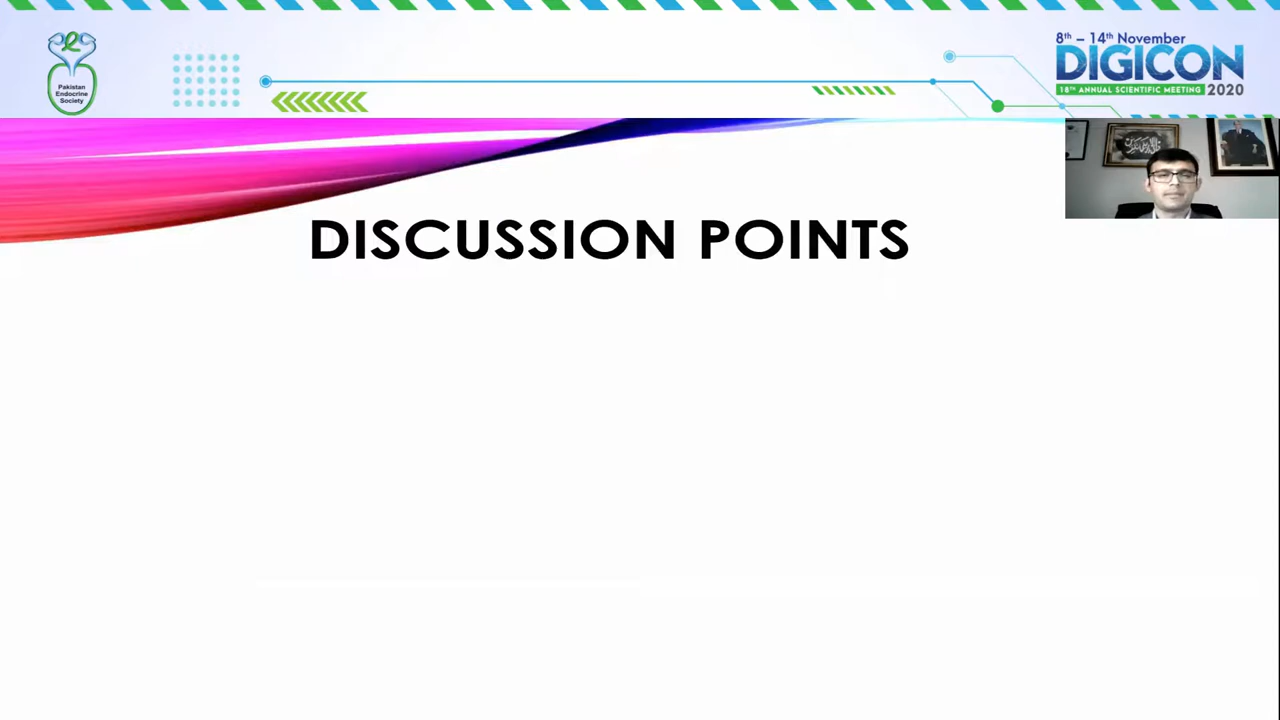 Pakistan
Endocrine
Society
8th – 14th November
DIGICON
18TH ANNUAL SCIENTIFIC MEETING 2020
DISCUSSION POINTS